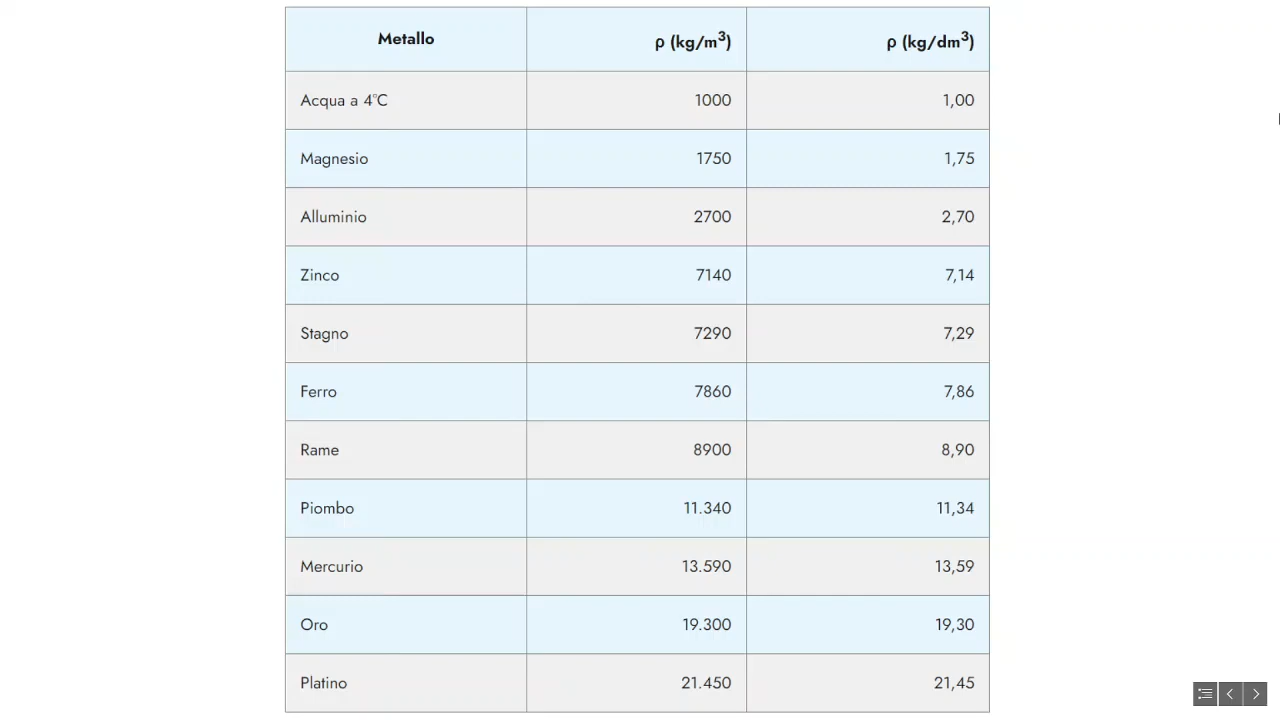 Metallo ρ (kg/m³) ρ (kg/dm³)
Acqua a 4°C 1000 1,00
Magnesio 1750 1,75
Alluminio 2700 2,70
Zinco 7140 7,14
Stagno 7290 7,29
Ferro 7860 7,86
Rame 8900 8,90
Piombo 11.340 11,34
Mercurio 13.590 13,59
Oro 19.300 19,30
Platino 21.450 21,45